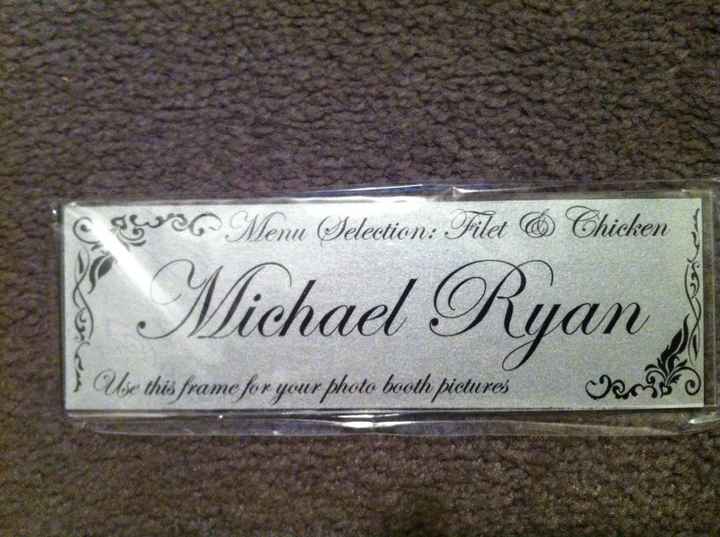 Menu Selection: Filet & Chicken
Michael Ryan
Use this frame for your photo booth pictures